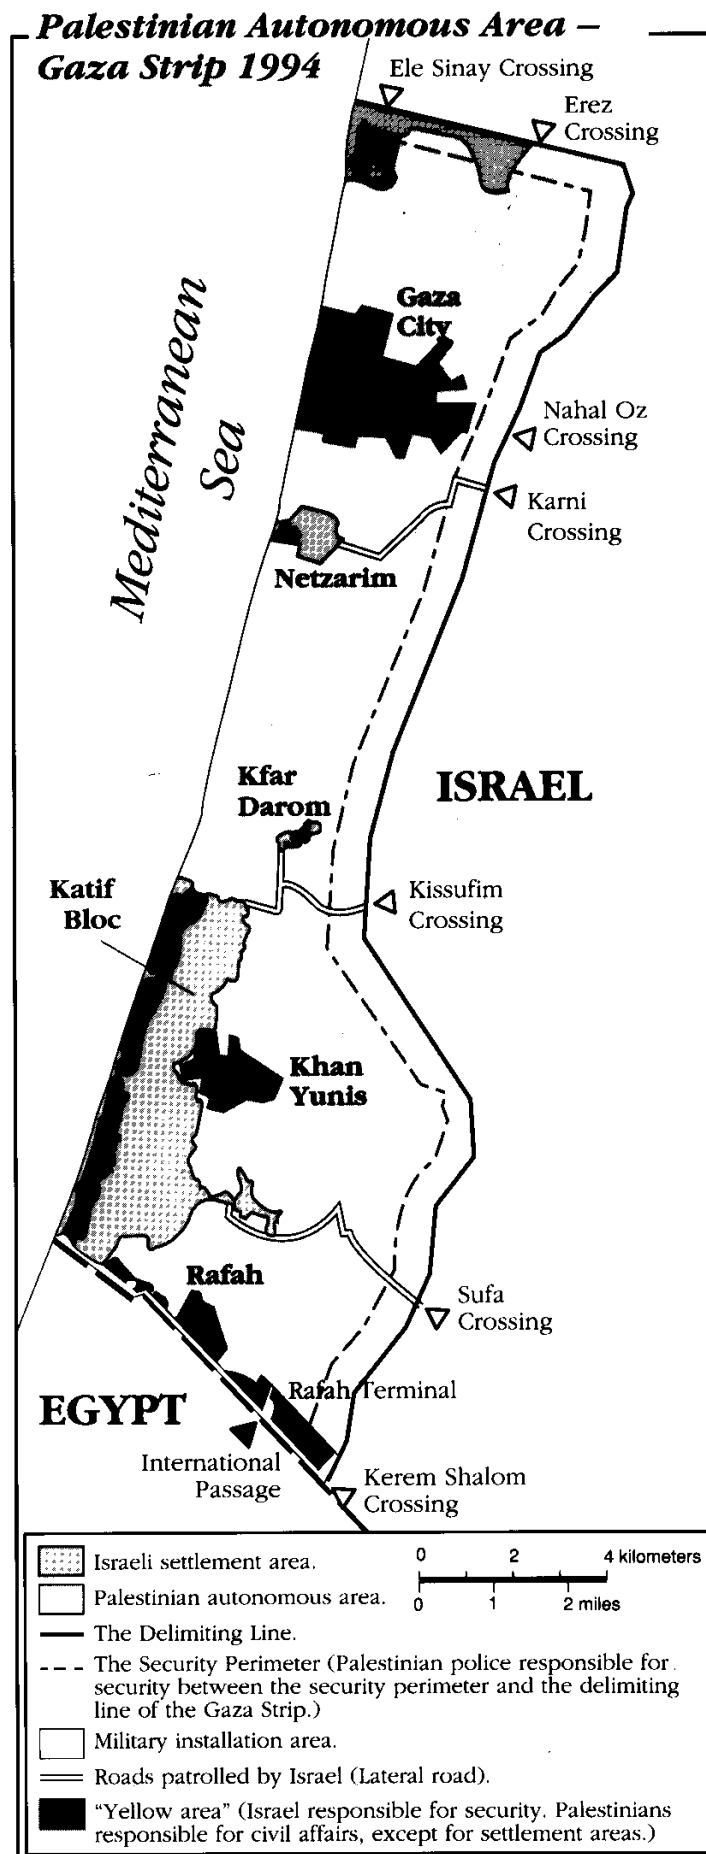 Palestinian Autonomous Area –
Gaza Strip 1994
Ele Sinay Crossing
Erez
Crossing
Gaza
City
Mediterranean
Sea
Nahal Oz
Crossing
Karni
Crossing
Netzarim
Kfar
Darom
ISRAEL
Katif
Bloc
Kissufim
Crossing
Khan
Yunis
Rafah
Sufa
Crossing
EGYPT
Rafah Terminal
International
Passage
Kerem Shalom
Crossing
Israeli settlement area.
0 2 4 kilometers
Palestinian autonomous area.
0 1 2 miles
The Delimiting Line.
The Security Perimeter (Palestinian police responsible for
security between the security perimeter and the delimiting
line of the Gaza Strip.)
Military installation area.
Roads patrolled by Israel (Lateral road).
"Yellow area" (Israel responsible for security. Palestinians
responsible for civil affairs, except for settlement areas.)